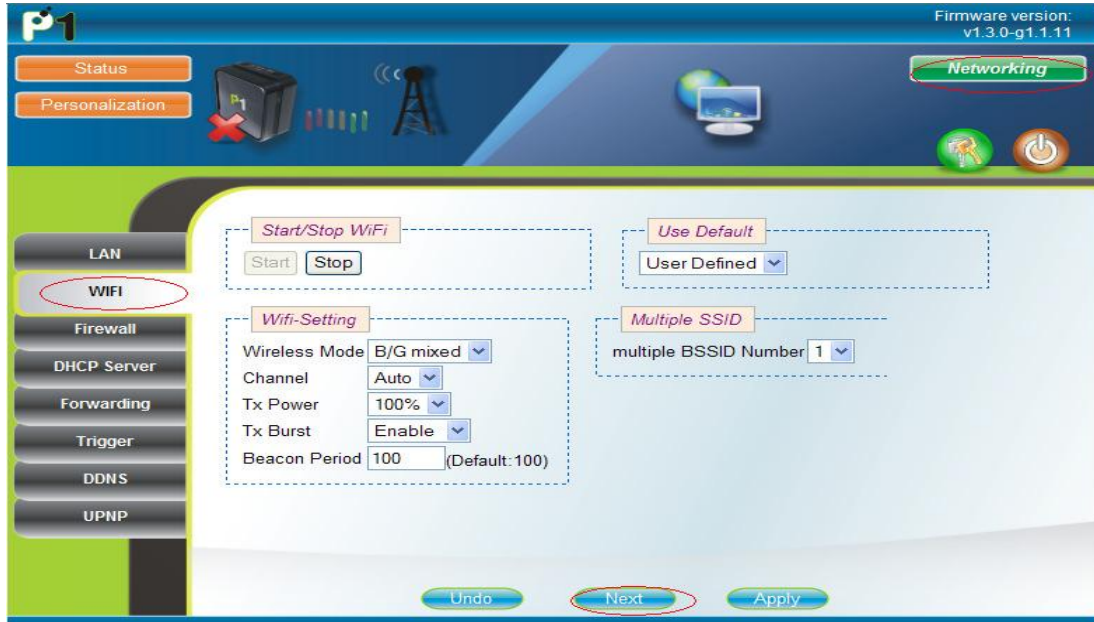 P1
Firmware version:
v1.3.0-g1.1.11
Status
Personalization
P1
Networking
LAN
WIFI
Firewall
DHCP Server
Forwarding
Trigger
DDNS
UPNP
Start/Stop WiFi
Start Stop
Use Default
User Defined
Wifi-Setting
Wireless Mode B/G mixed
Channel Auto
Tx Power 100%
Tx Burst Enable
Beacon Period 100 (Default:100)
Multiple SSID
multiple BSSID Number 1
Undo Next Apply